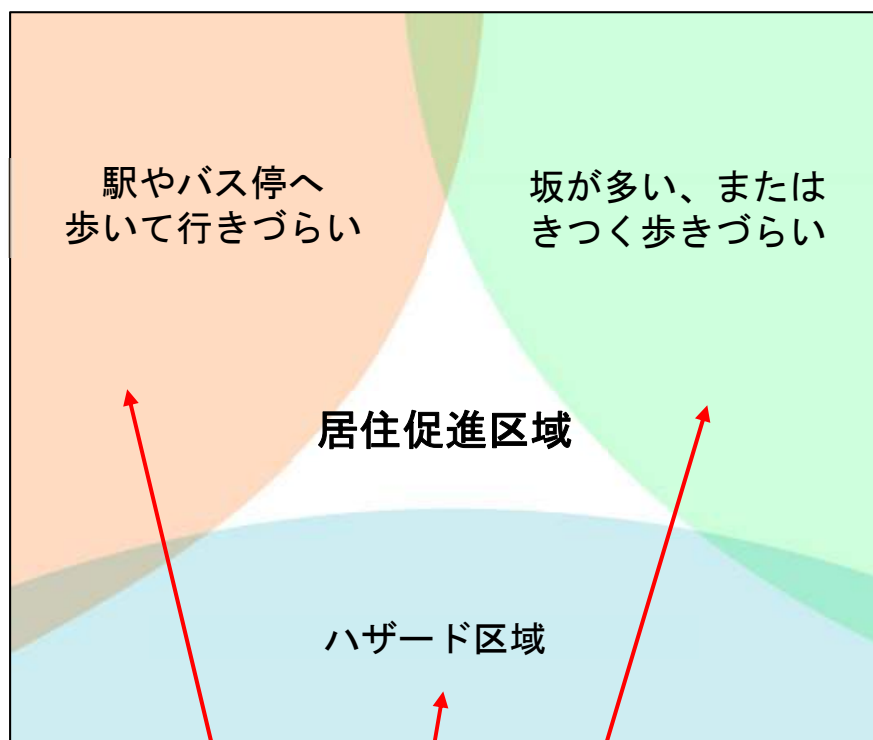 駅やバス停へ
歩いて行きづらい
坂が多い、または
きつく歩きづらい
居住促進区域
ハザード区域